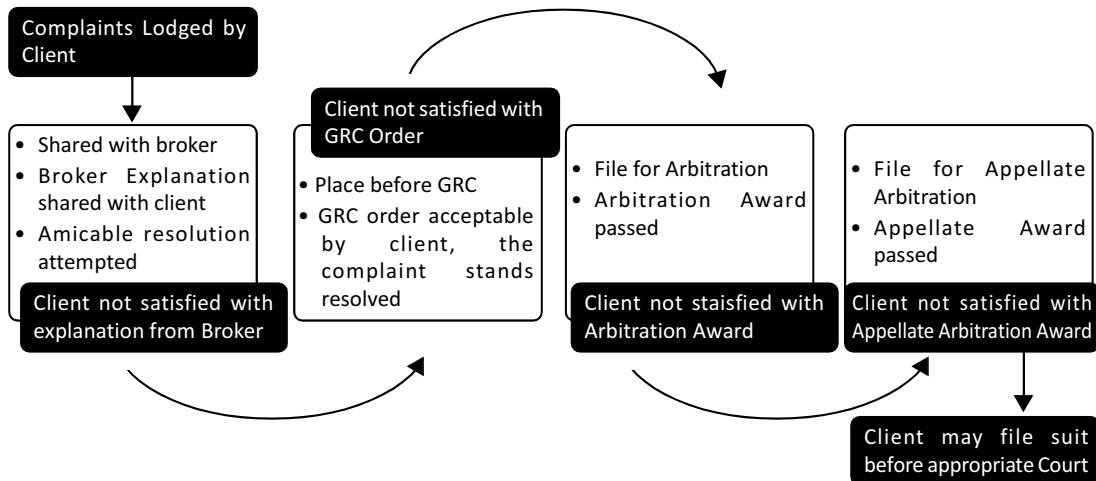 Complaints Lodged by
Client
• Shared with broker
• Broker Explanation
shared with client
• Amicable resolution
attempted
Client not satisfied with
explanation from Broker
Client not satisfied with
GRC Order
• Place before GRC
• GRC order acceptable
by client, the
complaint stands
resolved
• File for Arbitration
• Arbitration Award
passed
Client not staisfied with
Arbitration Award
• File for Appellate
Arbitration
• Appellate Award
passed
Client not satisfied with
Appellate Arbitration Award
Client may file suit
before appropriate Court